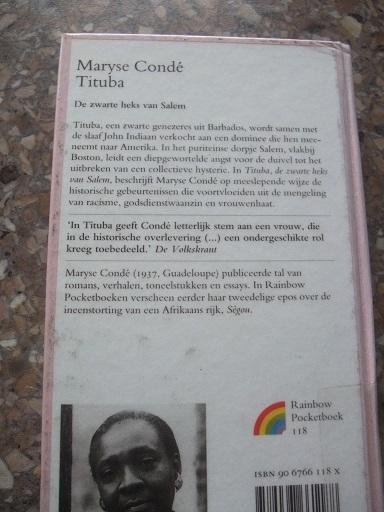 Maryse Condé
Tituba
De zwarte heks van Salem
Tituba, een zwarte genezeres uit Barbados, wordt samen met
de slaaf John Indiaan verkocht aan een dominee die hen mee-
neemt naar Amerika. In het puriteinse dorpje Salem, vlakbij
Boston, leidt een diepgewortelde angst voor de duivel tot het
uitbreken van een collectieve hysterie. In Tituba, de zwarte heks
van Salem, beschrijft Maryse Condé op meeslepende wijze de
historische gebeurtenissen die voortvloeiden uit de mengeling
van racisme, godsdienstwaanzin en vrouwenhaat.
'In Tituba geeft Condé letterlijk stem aan een vrouw, die
in de historische overlevering (...) een ondergeschikte rol
kreeg toebedeeld.' De Volkskrant
Maryse Condé (1937, Guadeloupe) publiceerde tal van
romans, verhalen, toneelstukken en essays. In Rainbow
Pocketboeken verscheen eerder haar tweedelige epos over de
ineenstorting van een Afrikaans rijk, Ségou.
Rainbow
Pocketboek
118
ISBN 90 6766 118 X